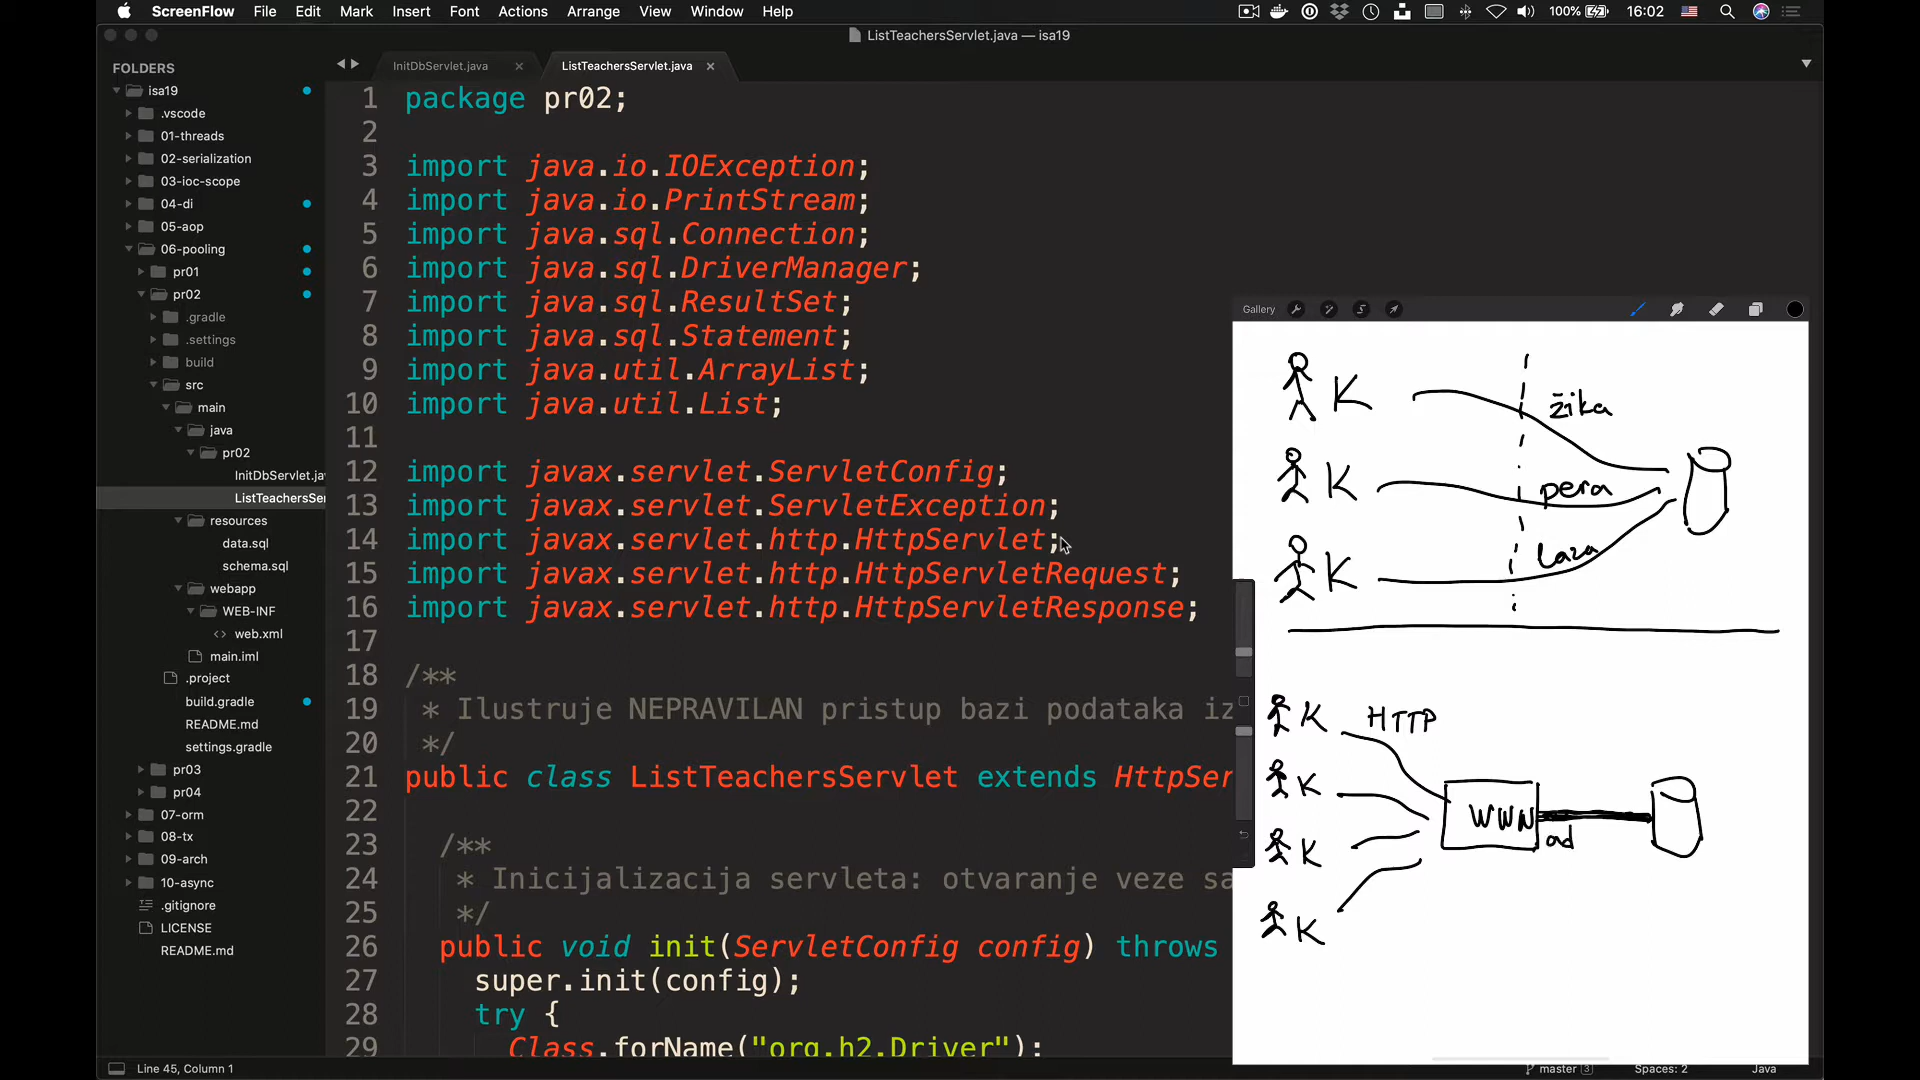 ScreenFlow File Edit Mark Insert Font Actions Arrange View Window Help
100% 16:02
ListTeachersServlet.java — isa19
FOLDERS
isa19
.vscode
01-threads
02-serialization
03-ioc-scope
04-di
05-aop
06-pooling
pr01
pr02
.gradle
.settings
build
src
main
java
pr02
InitDbServlet.jav
ListTeachersSer
resources
data.sql
schema.sql
webapp
WEB-INF
web.xml
main.iml
.project
build.gradle
README.md
settings.gradle
pr03
pr04
07-orm
08-tx
09-arch
10-async
.gitignore
LICENSE
README.md
InitDbServlet.java ListTeachersServlet.java
1 package pr02;
2
3 import java.io.IOException;
4 import java.io.PrintStream;
5 import java.sql.Connection;
6 import java.sql.DriverManager;
7 import java.sql.ResultSet;
8 import java.sql.Statement;
9 import java.util.ArrayList;
10 import java.util.List;
11
12 import javax.servlet.ServletConfig;
13 import javax.servlet.ServletException;
14 import javax.servlet.http.HttpServlet;
15 import javax.servlet.http.HttpServletRequest;
16 import javax.servlet.http.HttpServletResponse;
17
18 /**
19 * Ilustruje NEPRAVILAN pristup bazi podataka iz
20 */
21 public class ListTeachersServlet extends HttpSer
22
23 /**
24 * Inicijalizacija servleta: otvaranje veze sa
25 */
26 public void init(ServletConfig config) throws
27 super.init(config);
28 try {
29 Class.forName("org.h2.Driver");
Gallery
K žika
K pera
K laza
K HTTP
K
WWW
ad
K
K
Line 45, Column 1
master 3 Spaces: 2 Java